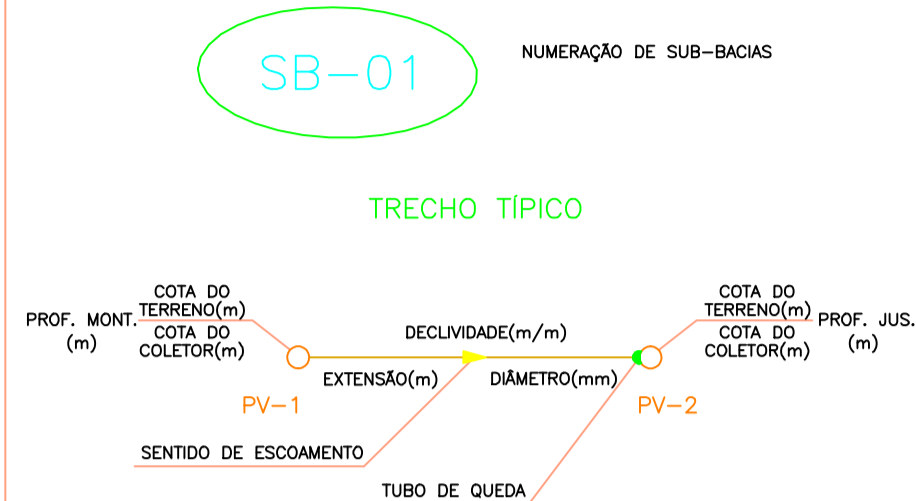 SB-01
NUMERAÇÃO DE SUB-BACIAS
TRECHO TÍPICO
PROF. MONT.
(m)
COTA DO
TERRENO(m)
COTA DO
COLETOR(m)
DECLIVIDADE(m/m)
EXTENSÃO(m)
DIÂMETRO(mm)
COTA DO
TERRENO(m)
COTA DO
COLETOR(m)
PROF. JUS.
(m)
PV-1
PV-2
SENTIDO DE ESCOAMENTO
TUBO DE QUEDA